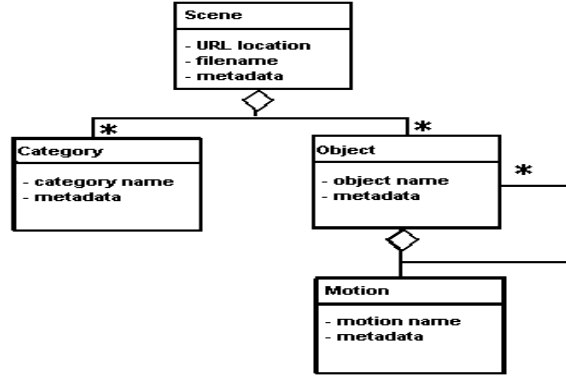 Scene
- URL location
- filename
- metadata
*
*
Category
- category name
- metadata
Object
- object name
- metadata
*
Motion
- motion name
- metadata